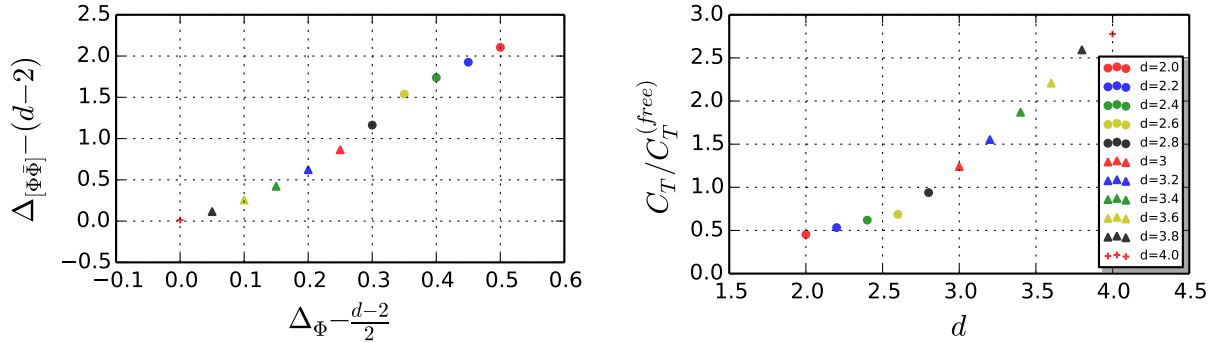 2.5
2.0
1.5
1.0
0.5
0.0
−0.5
−0.1 0.0 0.1 0.2 0.3 0.4 0.5 0.6
Δ_[ΦΦ̄]−(d−2)
Δ_Φ−(d−2)/2
3.0
2.5
2.0
1.5
1.0
0.5
0.0
1.5 2.0 2.5 3.0 3.5 4.0 4.5
C_T/C_T^(free)
d
d=2.0
d=2.2
d=2.4
d=2.6
d=2.8
d=3
d=3.2
d=3.4
d=3.6
d=3.8
d=4.0